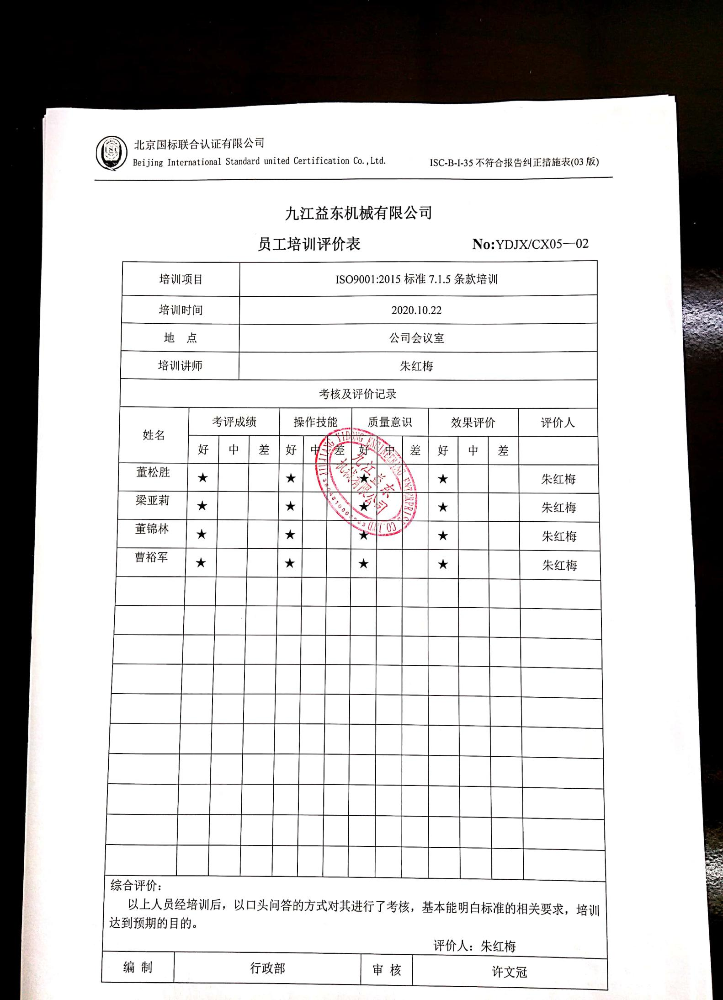 北京国标联合认证有限公司
Beijing International Standard united Certification Co.,Ltd.
ISC-B-I-35 不符合报告纠正措施表(03 版)
九江益东机械有限公司
员工培训评价表 No:YDJX/CX05—02
培训项目 ISO9001:2015 标准 7.1.5 条款培训
培训时间 2020.10.22
地 点 公司会议室
培训讲师 朱红梅
考核及评价记录
姓名 考评成绩 操作技能 质量意识 效果评价 评价人
好 中 差 好 中 差 好 中 差 好 中 差
董松胜 ★ ★ ★ ★ 朱红梅
梁亚莉 ★ ★ ★ ★ 朱红梅
董锦林 ★ ★ ★ ★ 朱红梅
曹裕军 ★ ★ ★ ★ 朱红梅
JIUJIANG YIDONG ENGINEERING ENTERPRISE CO.LTD
九江益东
机械有限公司
综合评价：
以上人员经培训后，以口头问答的方式对其进行了考核，基本能明白标准的相关要求，培训
达到预期的目的。
评价人：朱红梅
编 制 行政部 审 核 许文冠